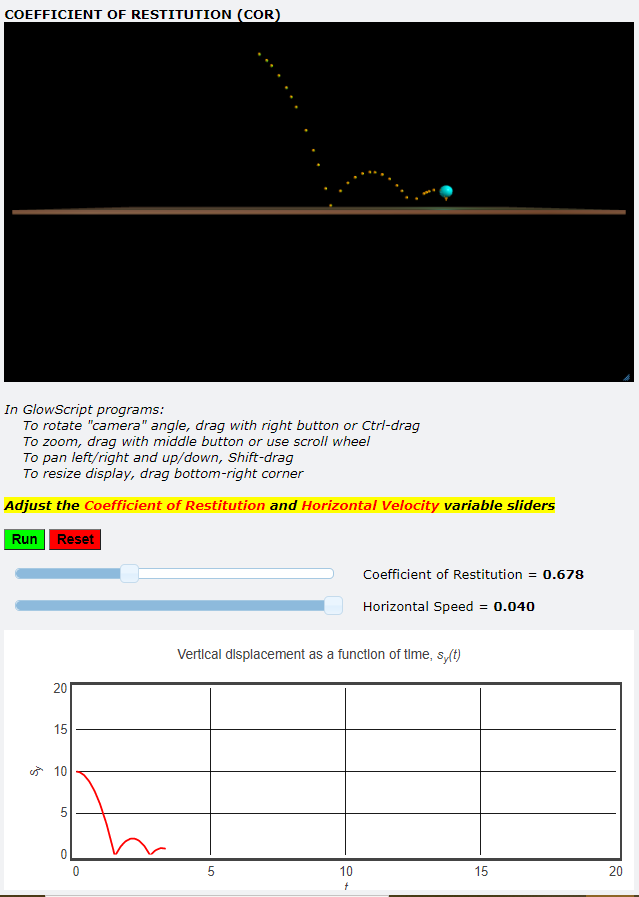 COEFFICIENT OF RESTITUTION (COR)
In GlowScript programs:
To rotate "camera" angle, drag with right button or Ctrl-drag
To zoom, drag with middle button or use scroll wheel
To pan left/right and up/down, Shift-drag
To resize display, drag bottom-right corner
Adjust the Coefficient of Restitution and Horizontal Velocity variable sliders
Run Reset
Coefficient of Restitution = 0.678
Horizontal Speed = 0.040
Vertical displacement as a function of time, sy(t)
20
15
10
5
0
sy
0 5 10 15 20
t